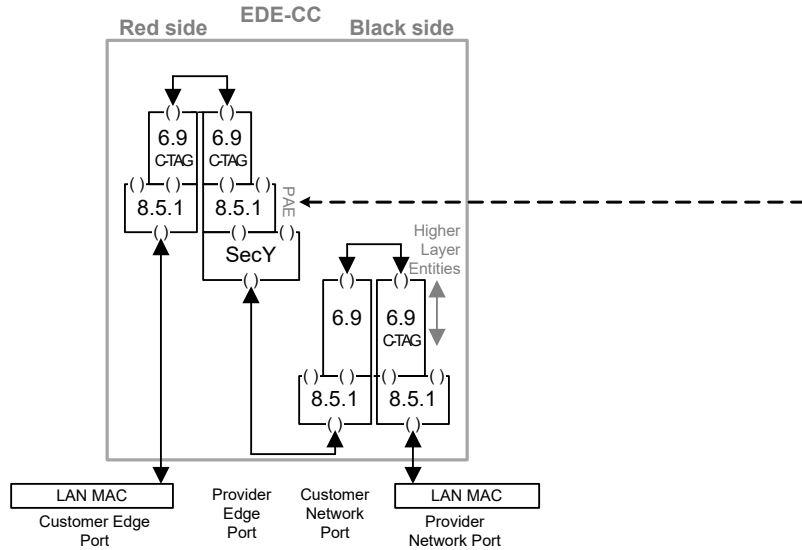 EDE-CC
Red side
Black side
( ) ( )
6.9 6.9
C-TAG C-TAG
( ) ( ) ( ) ( )
8.5.1 8.5.1
PAE
( ) ( ) ( )
SecY
( )
Higher
Layer
Entities
( ) ( )
6.9 6.9
C-TAG
( ) ( ) ( ) ( )
8.5.1 8.5.1
( ) ( )
LAN MAC
Customer Edge
Port
Provider
Edge
Port
Customer
Network
Port
LAN MAC
Provider
Network Port